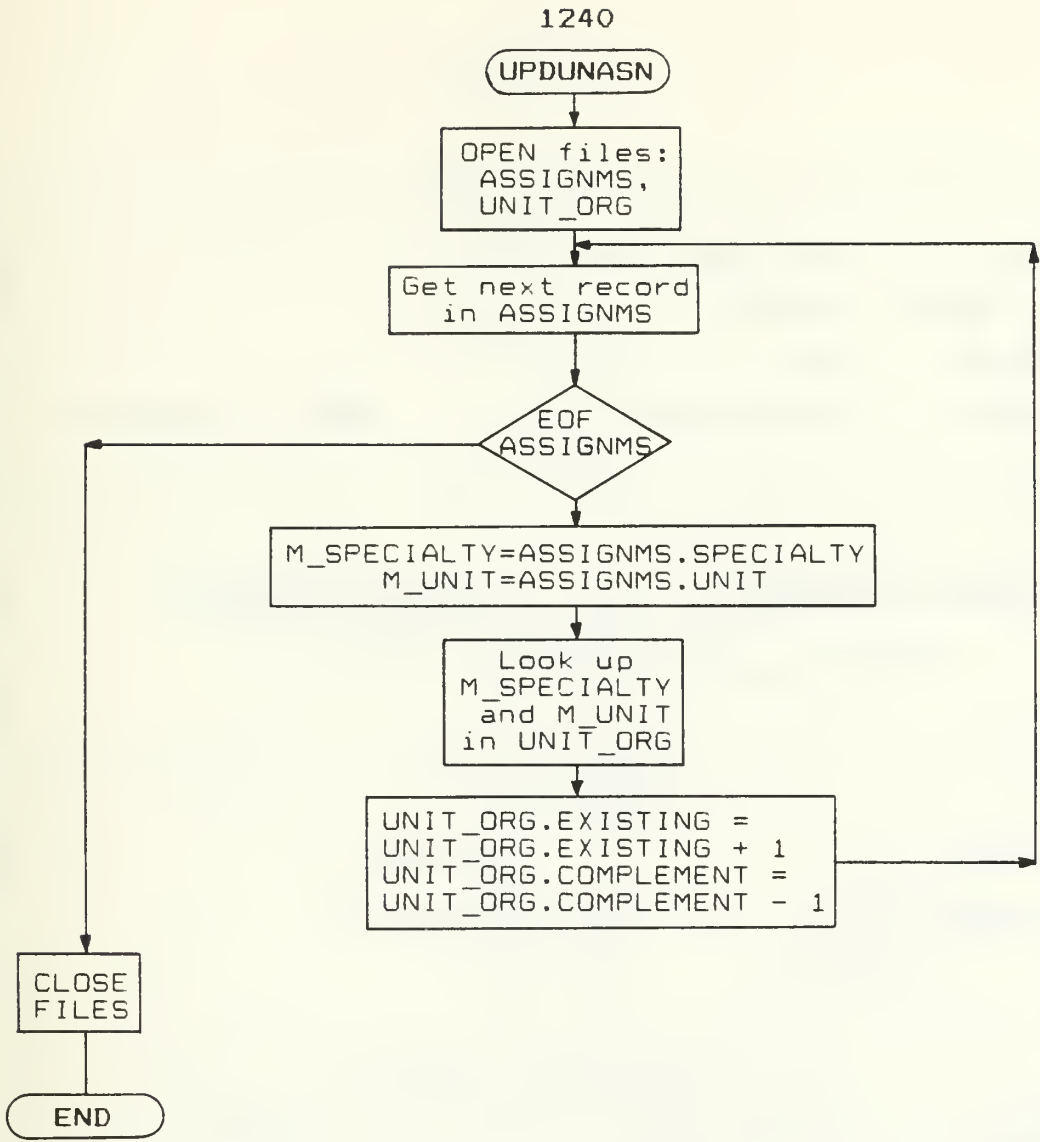 1240
UPDUNASN
OPEN files:
ASSIGNMS,
UNIT_ORG
Get next record
in ASSIGNMS
EOF
ASSIGNMS
M_SPECIALTY=ASSIGNMS.SPECIALTY
M_UNIT=ASSIGNMS.UNIT
Look up
M_SPECIALTY
and M_UNIT
in UNIT_ORG
UNIT_ORG.EXISTING =
UNIT_ORG.EXISTING + 1
UNIT_ORG.COMPLEMENT =
UNIT_ORG.COMPLEMENT - 1
CLOSE
FILES
END